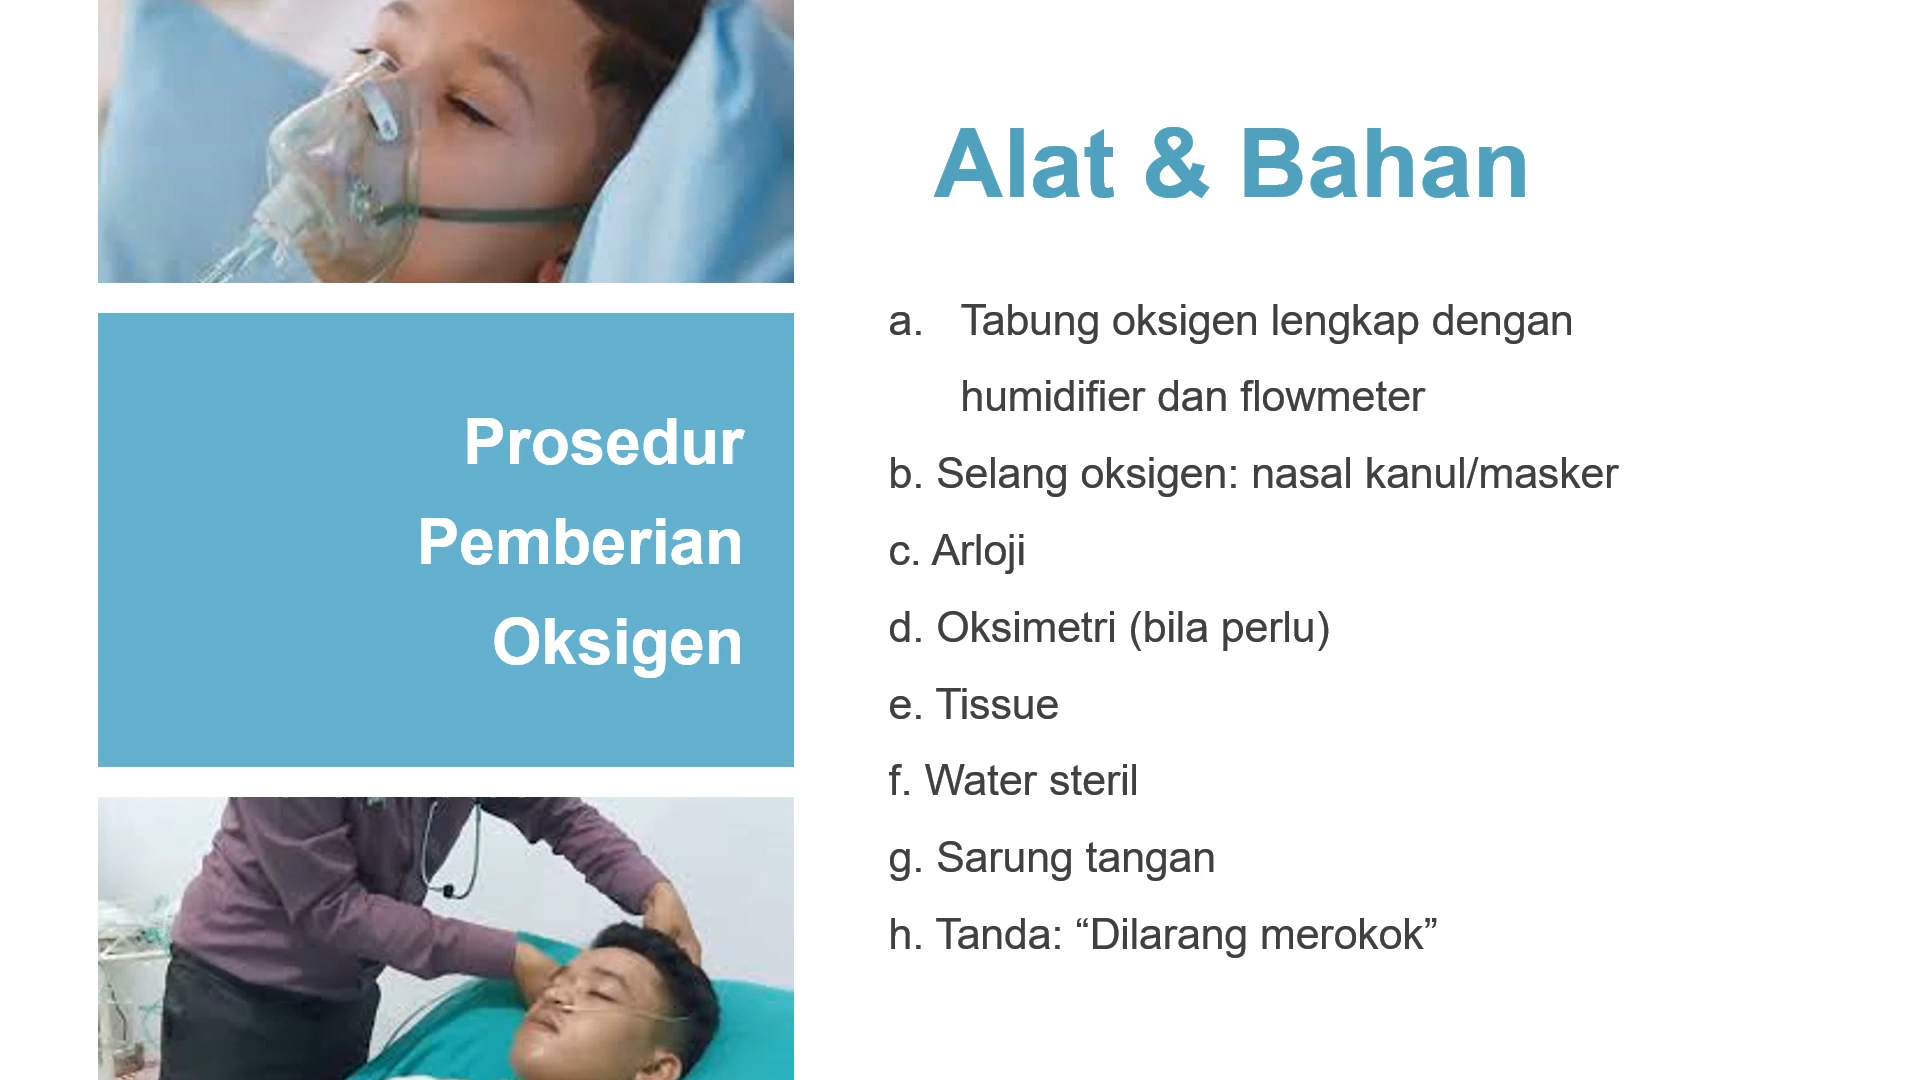 Prosedur
Pemberian
Oksigen
Alat & Bahan
a. Tabung oksigen lengkap dengan
humidifier dan flowmeter
b. Selang oksigen: nasal kanul/masker
c. Arloji
d. Oksimetri (bila perlu)
e. Tissue
f. Water steril
g. Sarung tangan
h. Tanda: “Dilarang merokok”